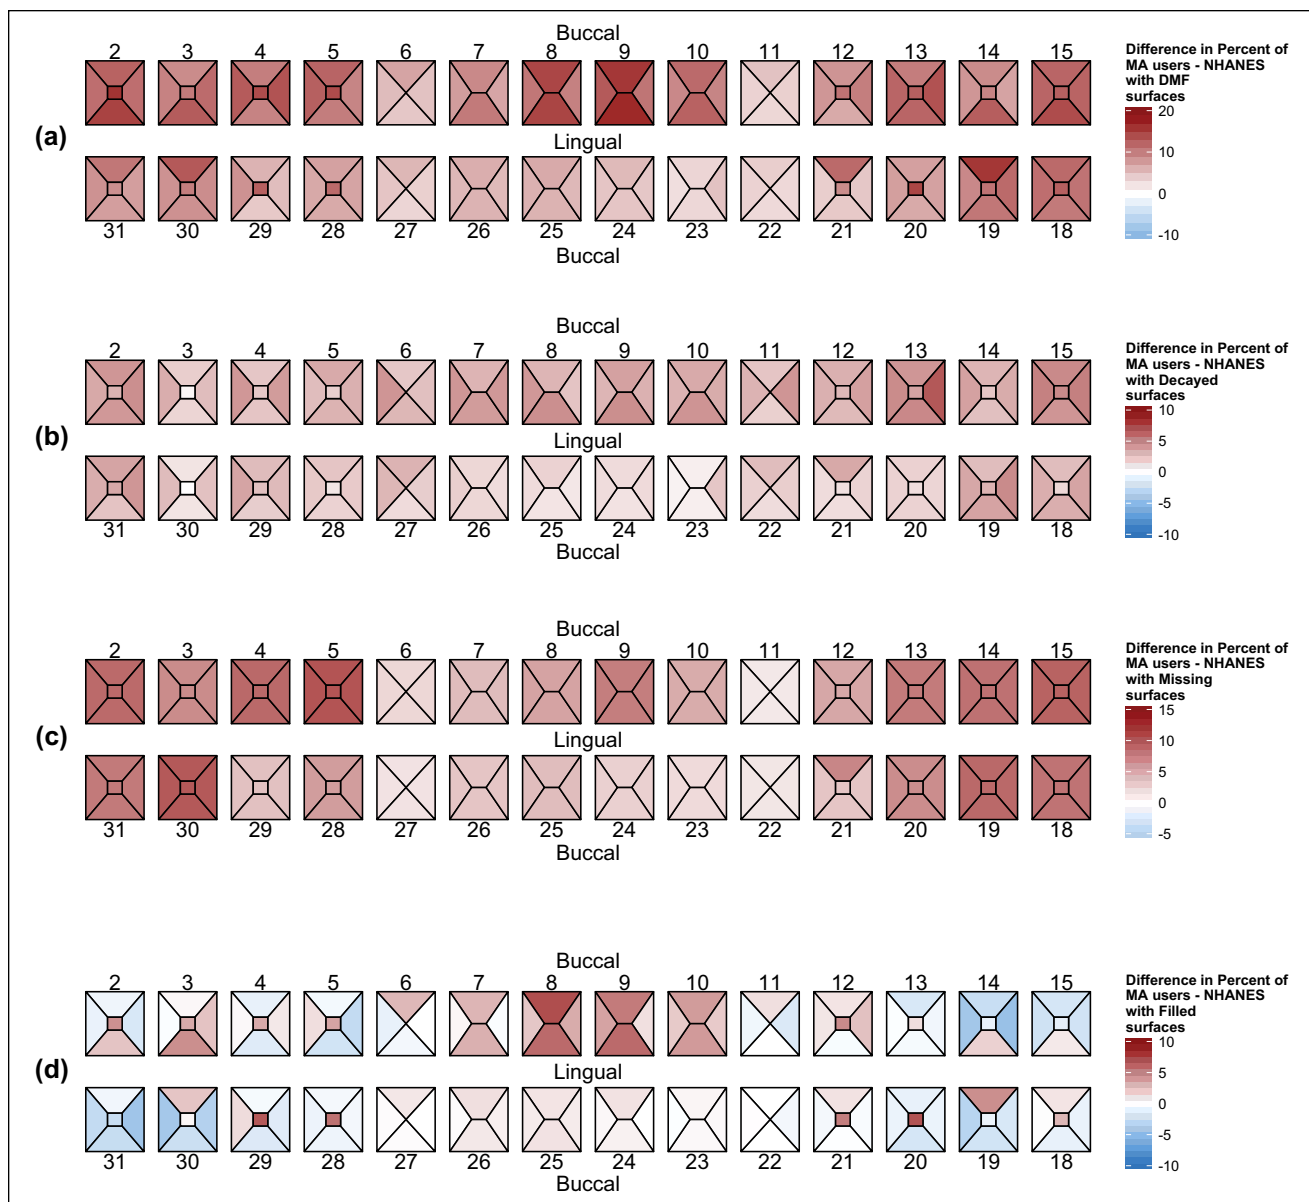 Buccal
2 3 4 5 6 7 8 9 10 11 12 13 14 15
(a)
Lingual
31 30 29 28 27 26 25 24 23 22 21 20 19 18
Buccal
Difference in Percent of
MA users - NHANES
with DMF
surfaces
20
10
0
-10
Buccal
2 3 4 5 6 7 8 9 10 11 12 13 14 15
(b)
Lingual
31 30 29 28 27 26 25 24 23 22 21 20 19 18
Buccal
Difference in Percent of
MA users - NHANES
with Decayed
surfaces
10
5
0
-5
-10
Buccal
2 3 4 5 6 7 8 9 10 11 12 13 14 15
(c)
Lingual
31 30 29 28 27 26 25 24 23 22 21 20 19 18
Buccal
Difference in Percent of
MA users - NHANES
with Missing
surfaces
15
10
5
0
-5
Buccal
2 3 4 5 6 7 8 9 10 11 12 13 14 15
(d)
Lingual
31 30 29 28 27 26 25 24 23 22 21 20 19 18
Buccal
Difference in Percent of
MA users - NHANES
with Filled
surfaces
10
5
0
-5
-10